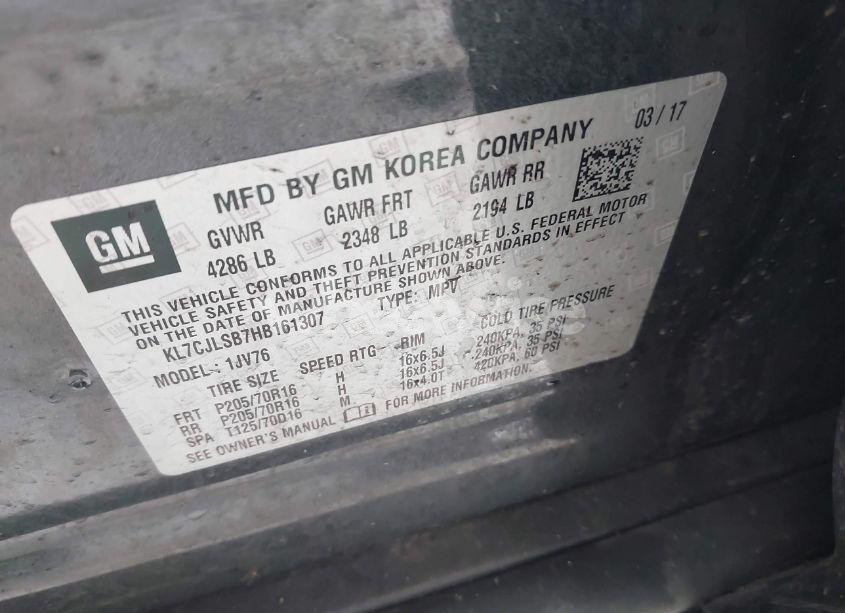 MFD BY GM KOREA COMPANY 03 / 17
GM
GVWR GAWR FRT GAWR RR
4286 LB 2348 LB 2194 LB
THIS VEHICLE CONFORMS TO ALL APPLICABLE U.S. FEDERAL MOTOR
VEHICLE SAFETY AND THEFT PREVENTION STANDARDS IN EFFECT
ON THE DATE OF MANUFACTURE SHOWN ABOVE.
KL7CJLSB7HB161307 TYPE: MPV
MODEL-: 1JV76
TIRE SIZE SPEED RTG RIM COLD TIRE PRESSURE
FRT P205/70R16 H 16x6.5J 240KPA, 35 PSI
RR P205/70R16 H 16x6.5J 240KPA, 35 PSI
SPA T125/70D16 M 16x4.0T 420KPA, 60 PSI
SEE OWNER'S MANUAL FOR MORE INFORMATION.